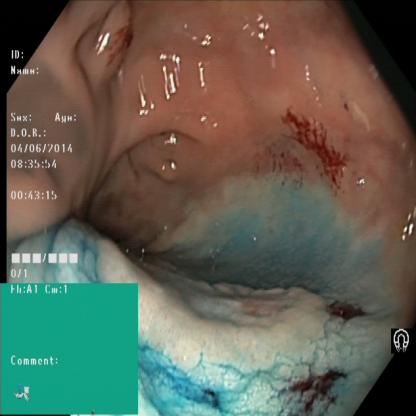 ID:
Name:
Sex: Age:
D.O.B.:
04/06/2014
08:35:54
00:43:15
0/1
Eh:A1 Cm:1
Comment: